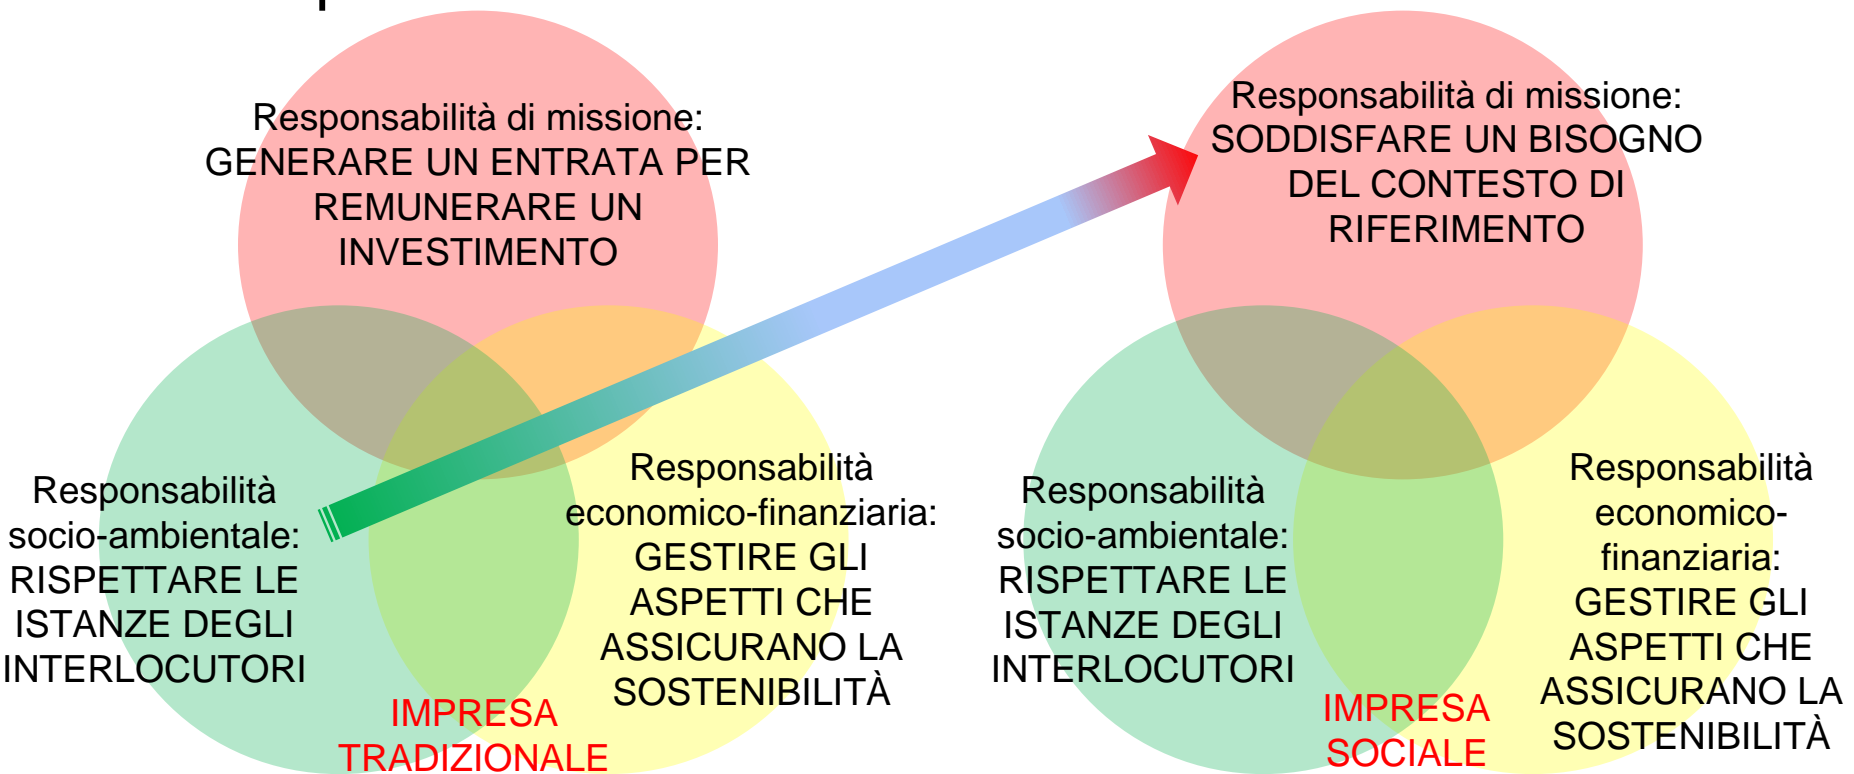 Responsabilità di missione:
GENERARE UN ENTRATA PER
REMUNERARE UN
INVESTIMENTO
Responsabilità
socio-ambientale:
RISPETTARE LE
ISTANZE DEGLI
INTERLOCUTORI
Responsabilità
economico-finanziaria:
GESTIRE GLI
ASPETTI CHE
ASSICURANO LA
SOSTENIBILITÀ
IMPRESA
TRADIZIONALE
Responsabilità di missione:
SODDISFARE UN BISOGNO
DEL CONTESTO DI
RIFERIMENTO
Responsabilità
socio-ambientale:
RISPETTARE LE
ISTANZE DEGLI
INTERLOCUTORI
Responsabilità
economico-
finanziaria:
GESTIRE GLI
ASPETTI CHE
ASSICURANO LA
SOSTENIBILITÀ
IMPRESA
SOCIALE